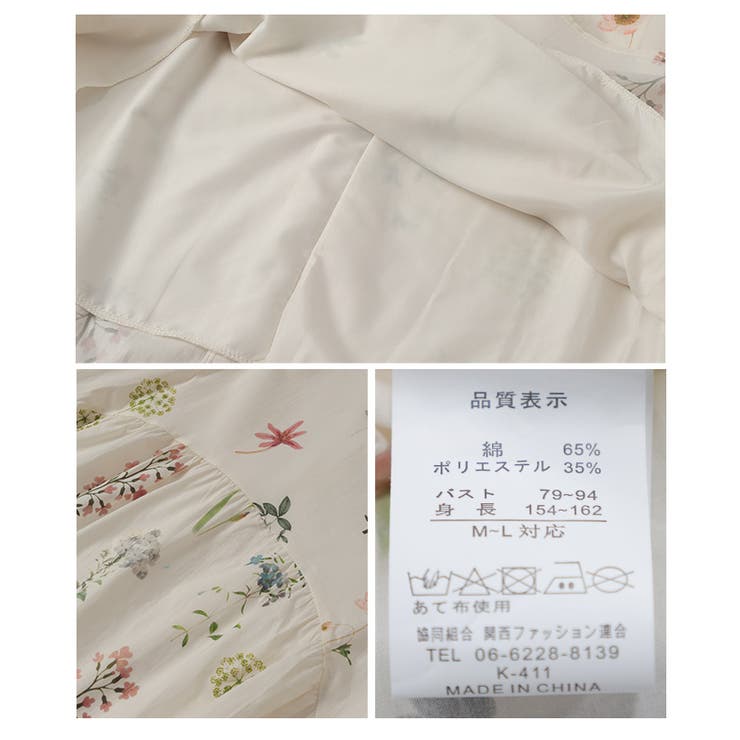 品質表示
綿 65%
ポリエステル 35%
バスト 79~94
身長 154~162
M~L対応
あて布使用
協同組合 関西ファッション連合
TEL 06-6228-8139
K-411
MADE IN CHINA